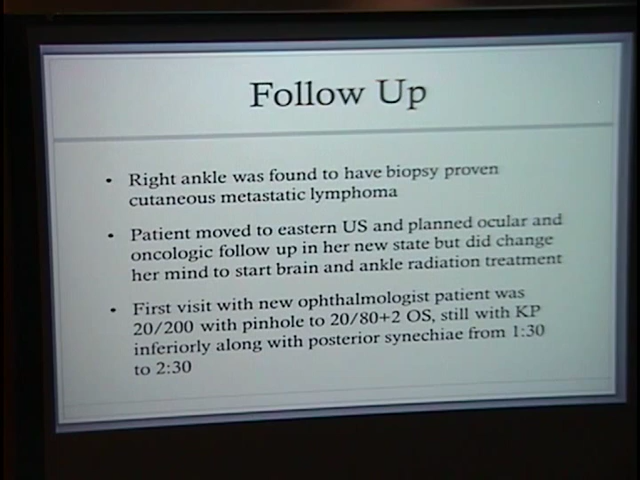 Follow Up
• Right ankle was found to have biopsy proven
cutaneous metastatic lymphoma
• Patient moved to eastern US and planned ocular and
oncologic follow up in her new state but did change
her mind to start brain and ankle radiation treatment
• First visit with new ophthalmologist patient was
20/200 with pinhole to 20/80+2 OS, still with KP
inferiorly along with posterior synechiae from 1:30
to 2:30